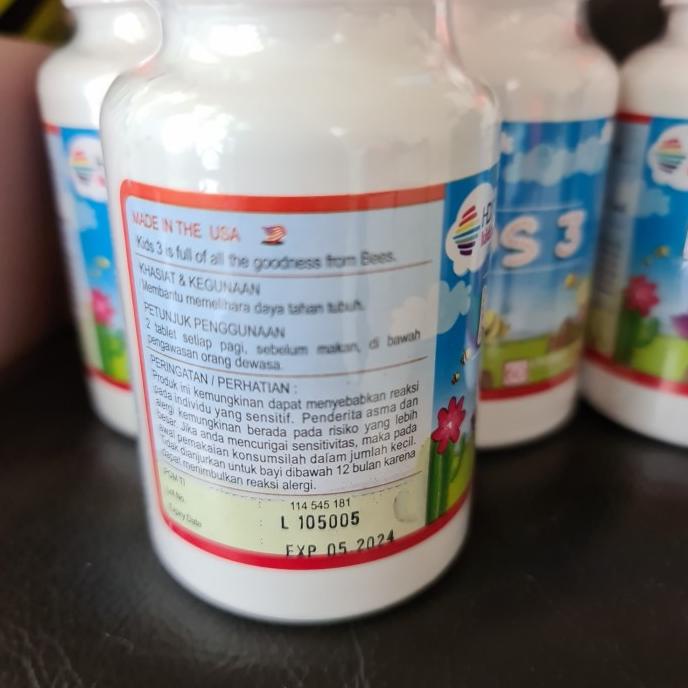 MADE IN THE USA
Kids 3 is full of all the goodness from Bees.
KHASIAT & KEGUNAAN
Membantu memelihara daya tahan tubuh.
PETUNJUK PENGGUNAAN
2 tablet setiap pagi, sebelum makan, di bawah
pengawasan orang dewasa.
PERINGATAN / PERHATIAN :
Produk ini kemungkinan dapat menyebabkan reaksi
pada individu yang sensitif. Penderita asma dan
alergi kemungkinan berada pada risiko yang lebih
besar. Jika anda mencurigai sensitivitas, maka pada
awal pemakaian konsumsilah dalam jumlah kecil.
Tidak dianjurkan untuk bayi dibawah 12 bulan karena
dapat menimbulkan reaksi alergi.
POM TI : 114 545 181
Lot No. : L 105005
Expiry Date : EXP 05 2024
S 3